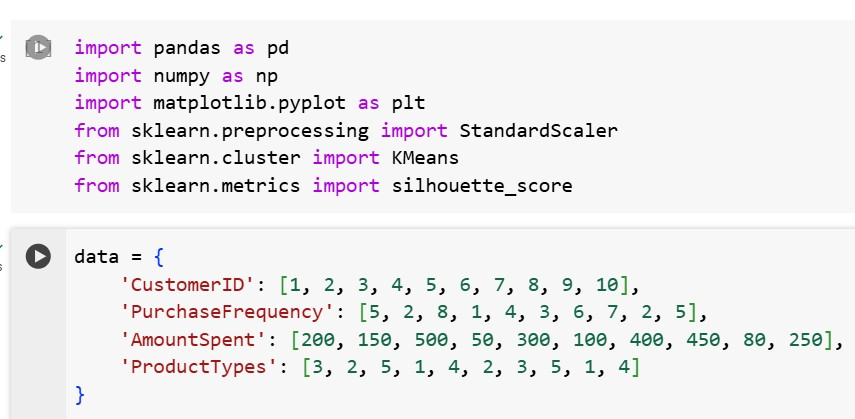 import pandas as pd
import numpy as np
import matplotlib.pyplot as plt
from sklearn.preprocessing import StandardScaler
from sklearn.cluster import KMeans
from sklearn.metrics import silhouette_score
data = {
    'CustomerID': [1, 2, 3, 4, 5, 6, 7, 8, 9, 10],
    'PurchaseFrequency': [5, 2, 8, 1, 4, 3, 6, 7, 2, 5],
    'AmountSpent': [200, 150, 500, 50, 300, 100, 400, 450, 80, 250],
    'ProductTypes': [3, 2, 5, 1, 4, 2, 3, 5, 1, 4]
}